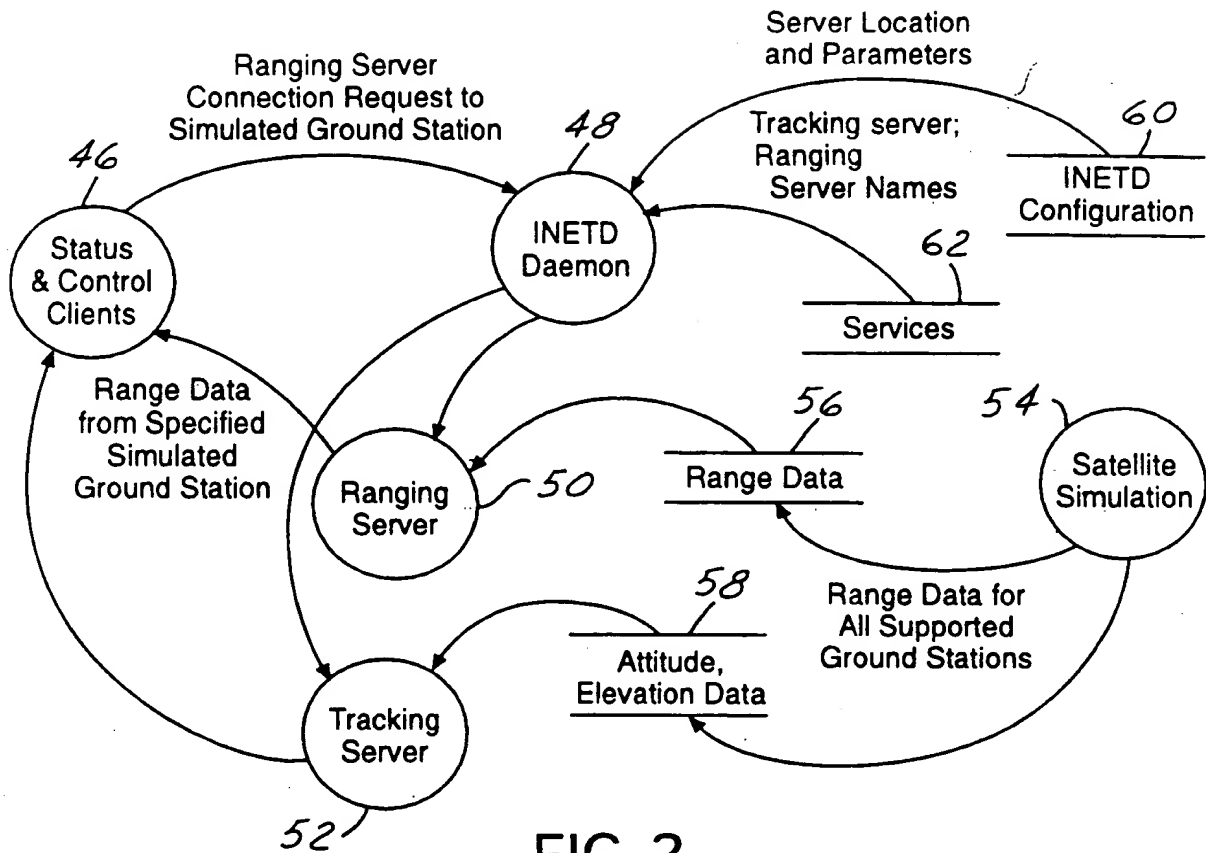 Server Location
and Parameters
Ranging Server
Connection Request to
Simulated Ground Station
48
Tracking server;
Ranging
Server Names
60
INETD
Configuration
46
Status
& Control
Clients
INETD
Daemon
62
Services
Range Data
from Specified
Simulated
Ground Station
56
Range Data
54
Satellite
Simulation
Ranging
Server
50
58
Attitude,
Elevation Data
Range Data for
All Supported
Ground Stations
Tracking
Server
52
FIG. 2